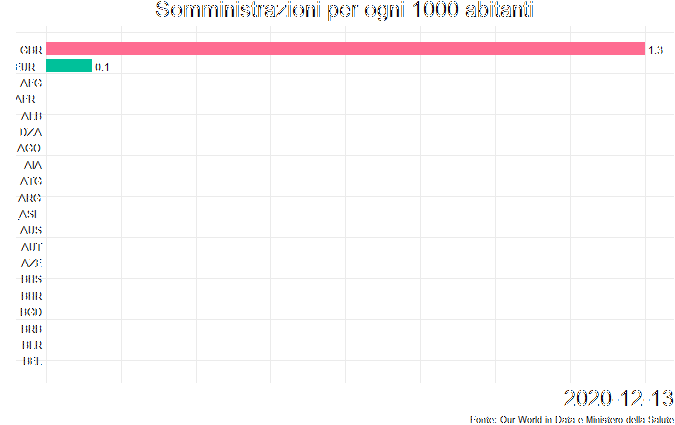 Somministrazioni per ogni 1000 abitanti
GBR 1.3
EUR 0.1
AFG
AFR
ALB
DZA
AGO
AIA
ATG
ARG
ASE
AUS
AUT
AZE
BHS
BHR
BGD
BRB
BLR
BEL
2020-12-13
Fonte: Our World in Data e Ministero della Salute